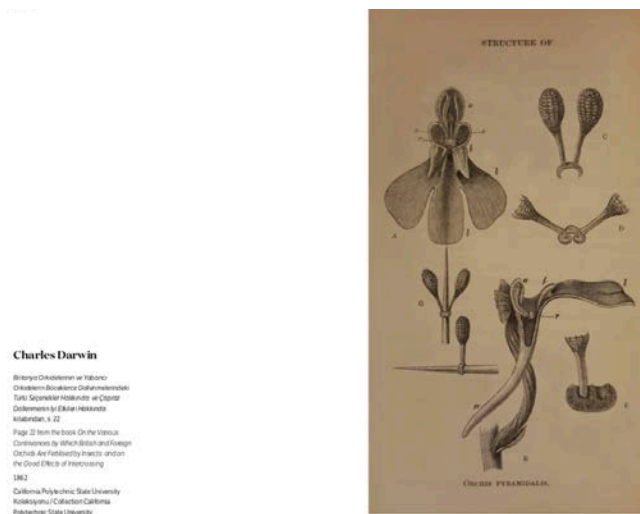 Charles Darwin
Britanya Orkidelerinin ve Yabancı
Orkidelerin Böceklerce Döllenmelerindeki
Türlü Seçenekler Hakkında ve Çapraz
Döllenmenin İyi Etkileri Hakkında
kitabından, s. 22
Page 22 from the book On the Various
Contrivances by Which British and Foreign
Orchids Are Fertilised by Insects and on
the Good Effects of Intercrossing
1862
California Polytechnic State University
Koleksiyonu / Collection California
Polytechnic State University
STRUCTURE OF
a
C
A
l
l
D
G
a
l
l
P
E
n
B
ORCHIS PYRAMIDALIS.